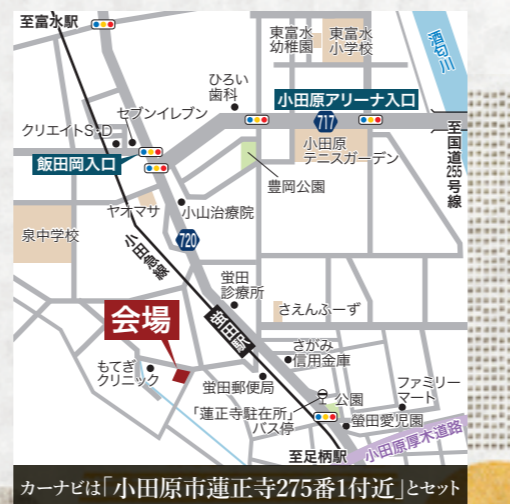 至富水駅
東富水
幼稚園
東富水
小学校
酒匂川
ひろい
歯科
セブンイレブン
クリエイトS・D
小田原アリーナ入口
717
飯田岡入口
小田原
テニスガーデン
至国道255号線
豊岡公園
ヤオマサ
小山治療院
泉中学校
小田急線
720
蛍田
診療所
さえんふーず
会場
蛍田駅
さがみ
信用金庫
もてぎ
クリニック
蛍田郵便局
ファミリー
マート
公園
「蓮正寺駐在所」
バス停
螢田愛児園
小田原厚木道路
至足柄駅
カーナビは「小田原市蓮正寺275番1付近」とセット